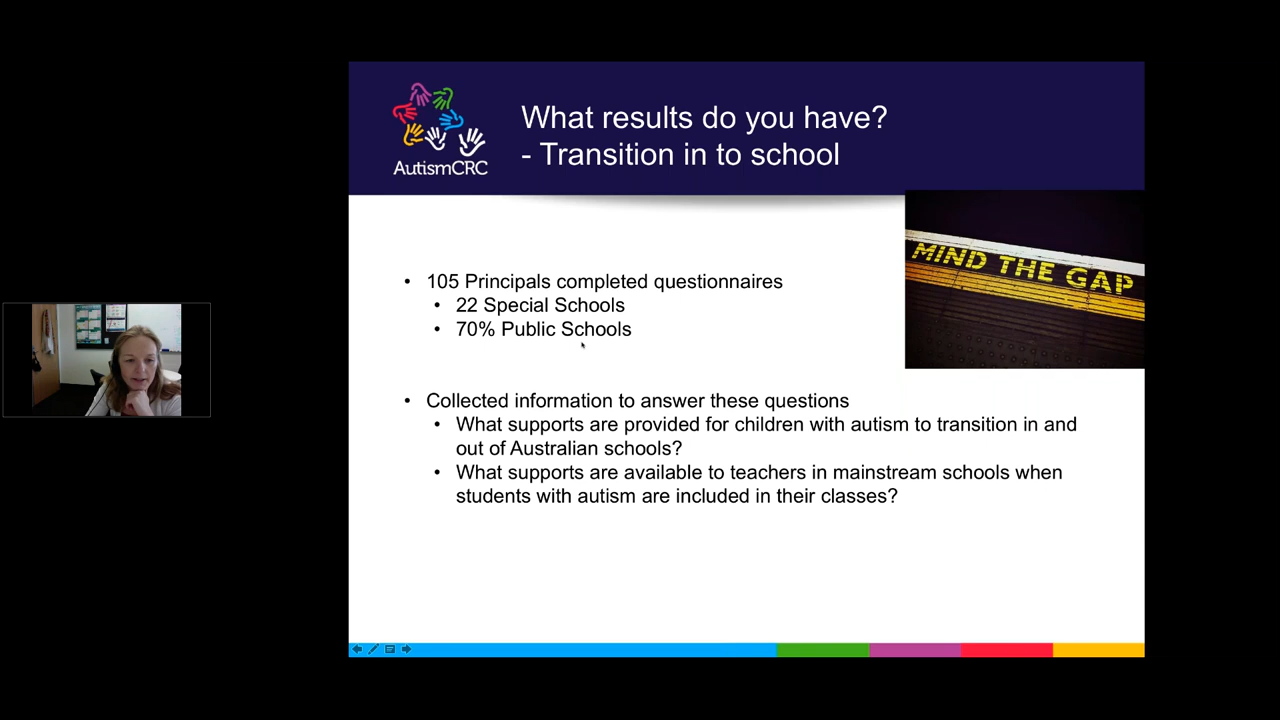 What results do you have?
- Transition in to school
AutismCRC
MIND THE GAP
• 105 Principals completed questionnaires
• 22 Special Schools
• 70% Public Schools
• Collected information to answer these questions
• What supports are provided for children with autism to transition in and
out of Australian schools?
• What supports are available to teachers in mainstream schools when
students with autism are included in their classes?